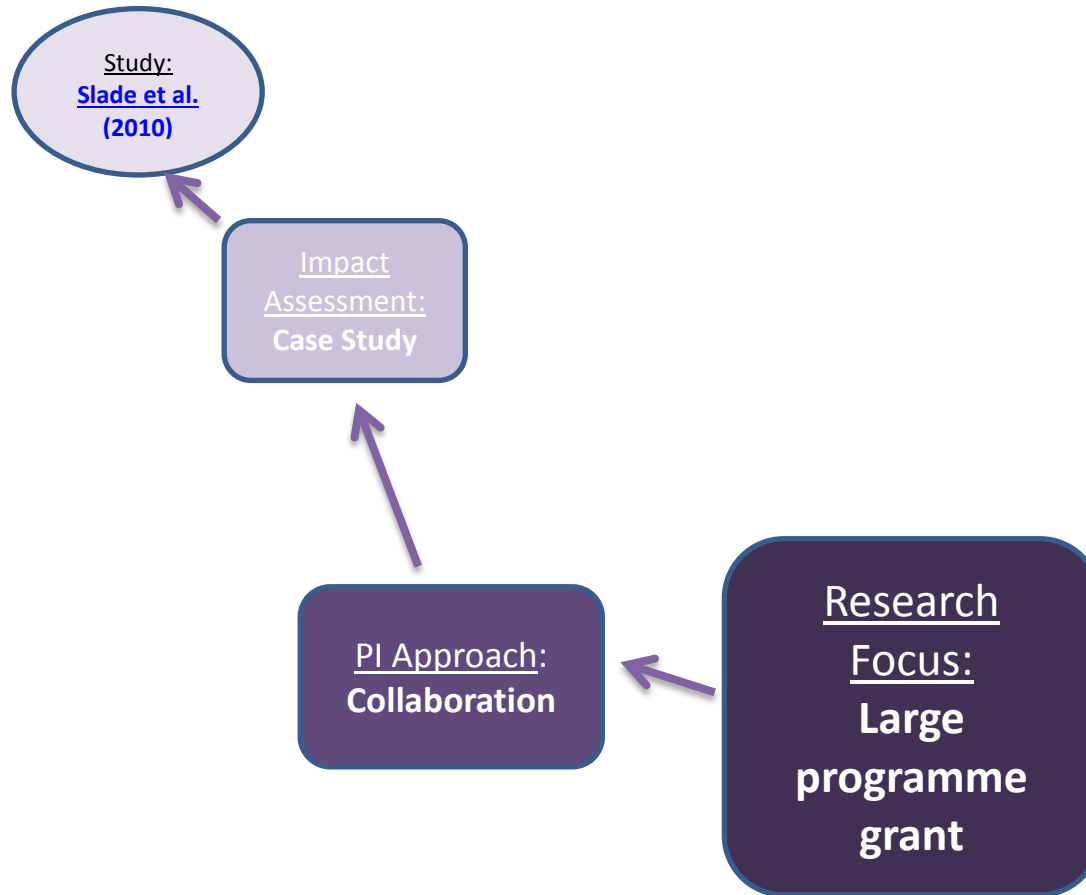 Study:
Slade et al.
(2010)
Impact
Assessment:
Case Study
PI Approach:
Collaboration
Research
Focus:
Large
programme
grant